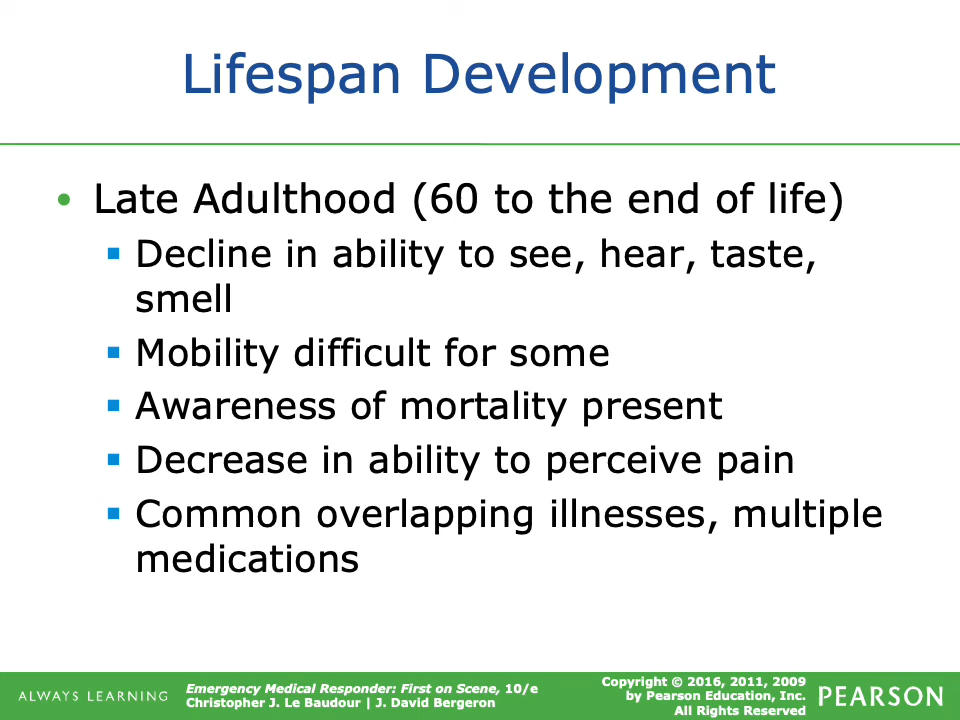 Lifespan Development
• Late Adulthood (60 to the end of life)
▪ Decline in ability to see, hear, taste,
smell
▪ Mobility difficult for some
▪ Awareness of mortality present
▪ Decrease in ability to perceive pain
▪ Common overlapping illnesses, multiple
medications
ALWAYS LEARNING
Emergency Medical Responder: First on Scene, 10/e
Christopher J. Le Baudour | J. David Bergeron
Copyright © 2016, 2011, 2009
by Pearson Education, Inc.
All Rights Reserved
PEARSON